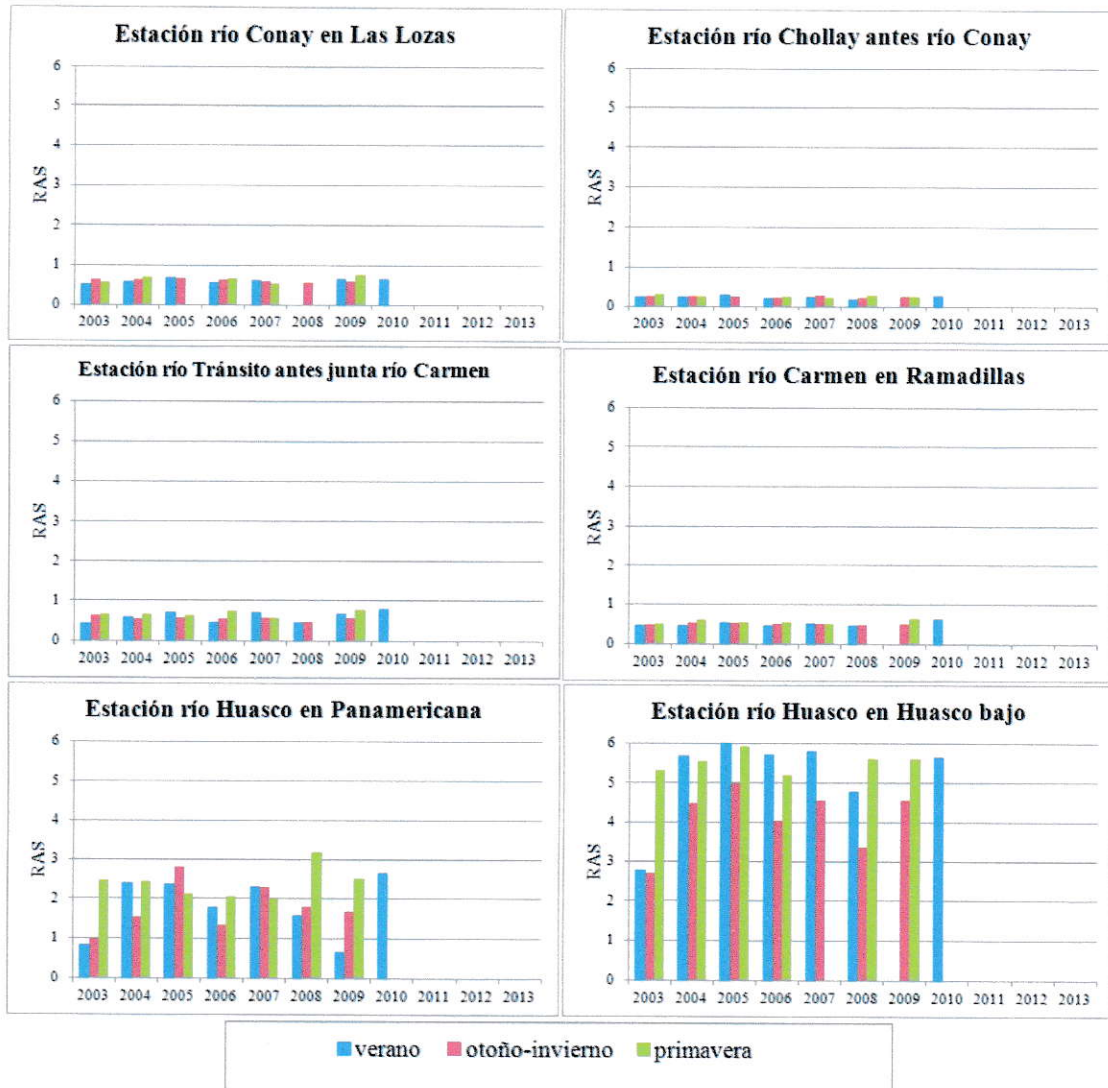 Estación río Conay en Las Lozas
6
5
4
3
2
1
0
RAS
2003 2004 2005 2006 2007 2008 2009 2010 2011 2012 2013
Estación río Chollay antes río Conay
6
5
4
3
2
1
0
RAS
2003 2004 2005 2006 2007 2008 2009 2010 2011 2012 2013
Estación río Tránsito antes junta río Carmen
6
5
4
3
2
1
0
RAS
2003 2004 2005 2006 2007 2008 2009 2010 2011 2012 2013
Estación río Carmen en Ramadillas
6
5
4
3
2
1
0
RAS
2003 2004 2005 2006 2007 2008 2009 2010 2011 2012 2013
Estación río Huasco en Panamericana
6
5
4
3
2
1
0
RAS
2003 2004 2005 2006 2007 2008 2009 2010 2011 2012 2013
Estación río Huasco en Huasco bajo
6
5
4
3
2
1
0
RAS
2003 2004 2005 2006 2007 2008 2009 2010 2011 2012 2013
verano otoño-invierno primavera